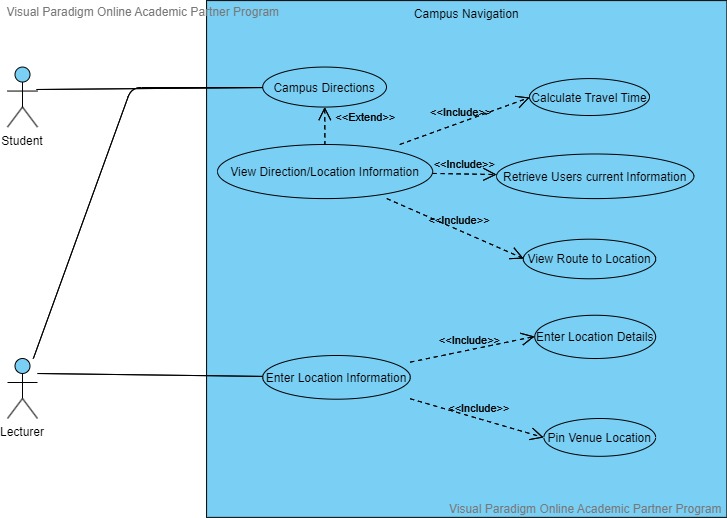 Visual Paradigm Online Academic Partner Program
Campus Navigation
Student
Campus Directions
Calculate Travel Time
<<Include>>
<<Extend>>
View Direction/Location Information
<<Include>>
Retrieve Users current Information
<<Include>>
View Route to Location
Enter Location Details
<<Include>>
Lecturer
Enter Location Information
<<Include>>
Pin Venue Location
Visual Paradigm Online Academic Partner Program